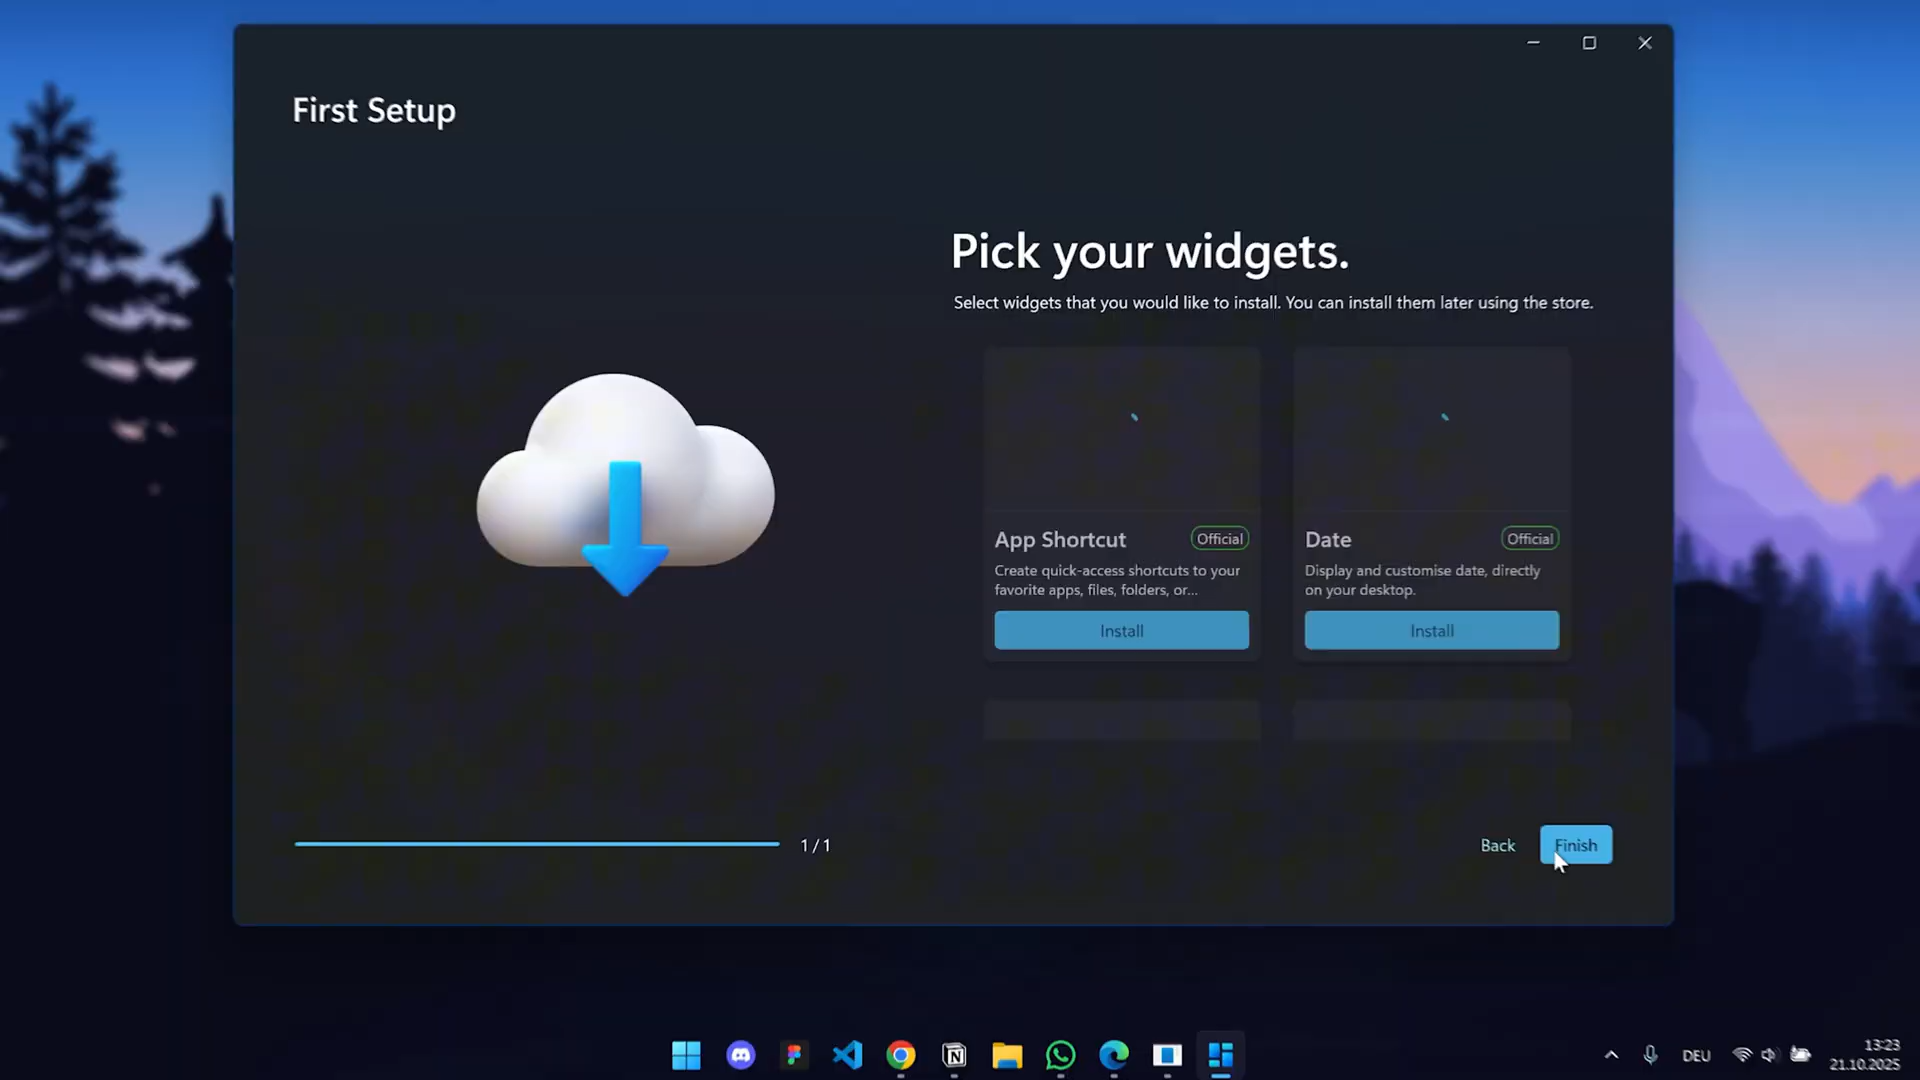 First Setup
Pick your widgets.
Select widgets that you would like to install. You can install them later using the store.
App Shortcut
Official
Create quick-access shortcuts to your
favorite apps, files, folders, or...
Install
Date
Official
Display and customise date, directly
on your desktop.
Install
1 / 1
Back
Finish
DEU
13:23
21.10.2025